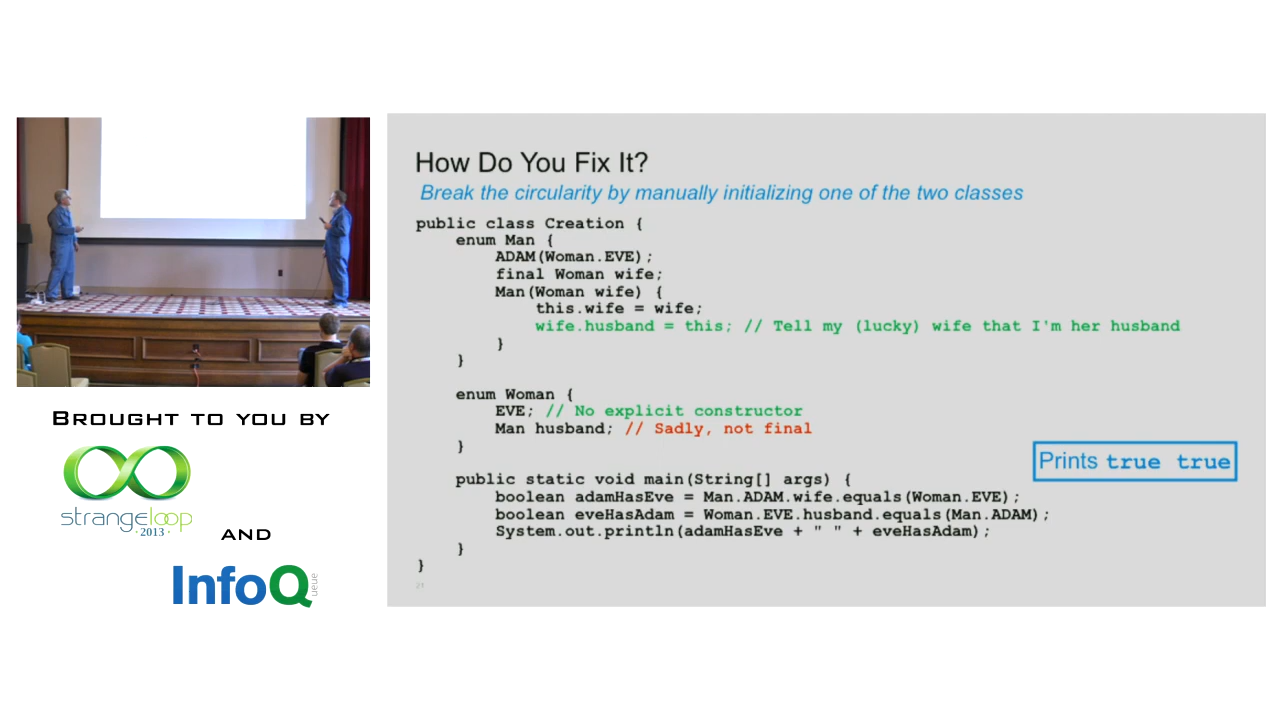 How Do You Fix It?
Break the circularity by manually initializing one of the two classes
public class Creation {
enum Man {
ADAM(Woman.EVE);
final Woman wife;
Man(Woman wife) {
this.wife = wife;
wife.husband = this; // Tell my (lucky) wife that I'm her husband
}
}
enum Woman {
EVE; // No explicit constructor
Man husband; // Sadly, not final
}
Prints true true
public static void main(String[] args) {
boolean adamHasEve = Man.ADAM.wife.equals(Woman.EVE);
boolean eveHasAdam = Woman.EVE.husband.equals(Man.ADAM);
System.out.println(adamHasEve + " " + eveHasAdam);
}
}
BROUGHT TO YOU BY
strangeloop
·2013·
AND
InfoQ
ueue